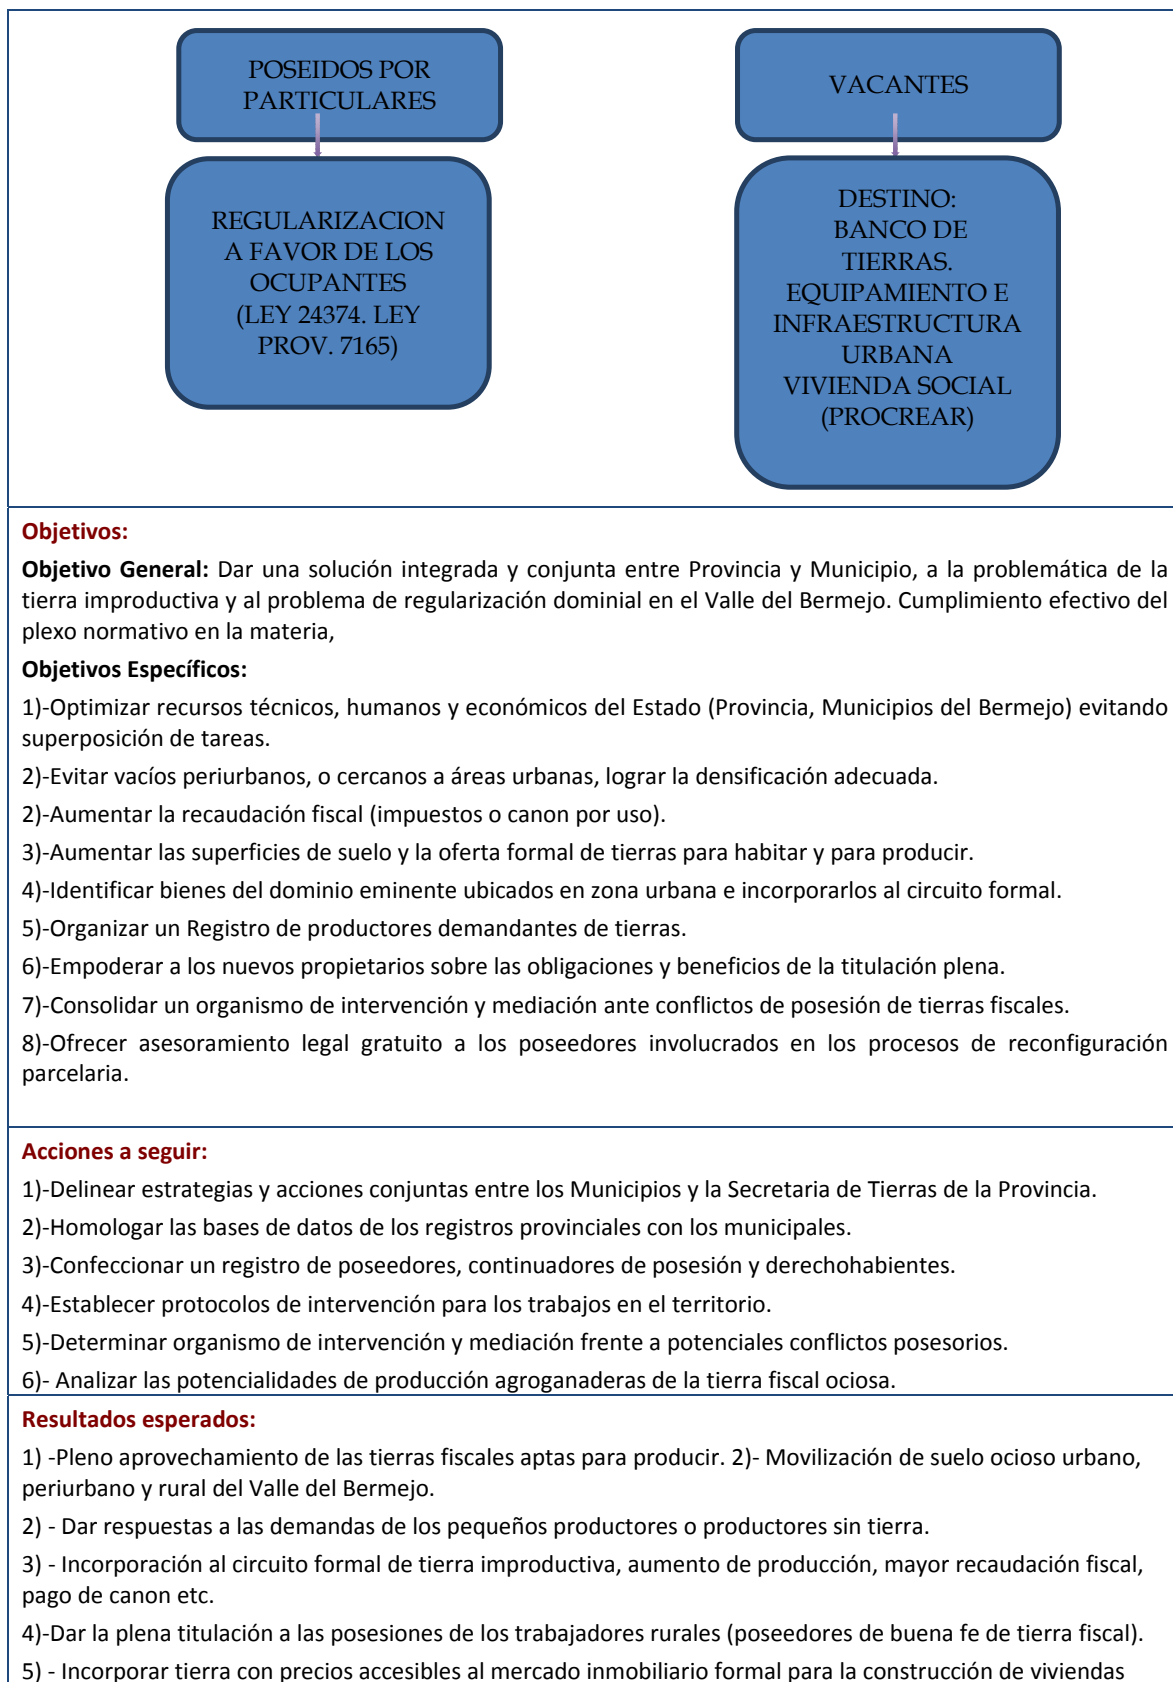 POSEIDOS POR
PARTICULARES
REGULARIZACION
A FAVOR DE LOS
OCUPANTES
(LEY 24374. LEY
PROV. 7165)
VACANTES
DESTINO:
BANCO DE
TIERRAS.
EQUIPAMIENTO E
INFRAESTRUCTURA
URBANA
VIVIENDA SOCIAL
(PROCREAR)
Objetivos:
Objetivo General: Dar una solución integrada y conjunta entre Provincia y Municipio, a la problemática de la
tierra improductiva y al problema de regularización dominial en el Valle del Bermejo. Cumplimiento efectivo del
plexo normativo en la materia,
Objetivos Específicos:
1)-Optimizar recursos técnicos, humanos y económicos del Estado (Provincia, Municipios del Bermejo) evitando
superposición de tareas.
2)-Evitar vacíos periurbanos, o cercanos a áreas urbanas, lograr la densificación adecuada.
2)-Aumentar la recaudación fiscal (impuestos o canon por uso).
3)-Aumentar las superficies de suelo y la oferta formal de tierras para habitar y para producir.
4)-Identificar bienes del dominio eminente ubicados en zona urbana e incorporarlos al circuito formal.
5)-Organizar un Registro de productores demandantes de tierras.
6)-Empoderar a los nuevos propietarios sobre las obligaciones y beneficios de la titulación plena.
7)-Consolidar un organismo de intervención y mediación ante conflictos de posesión de tierras fiscales.
8)-Ofrecer asesoramiento legal gratuito a los poseedores involucrados en los procesos de reconfiguración
parcelaria.
Acciones a seguir:
1)-Delinear estrategias y acciones conjuntas entre los Municipios y la Secretaria de Tierras de la Provincia.
2)-Homologar las bases de datos de los registros provinciales con los municipales.
3)-Confeccionar un registro de poseedores, continuadores de posesión y derechohabientes.
4)-Establecer protocolos de intervención para los trabajos en el territorio.
5)-Determinar organismo de intervención y mediación frente a potenciales conflictos posesorios.
6)- Analizar las potencialidades de producción agroganaderas de la tierra fiscal ociosa.
Resultados esperados:
1) -Pleno aprovechamiento de las tierras fiscales aptas para producir. 2)- Movilización de suelo ocioso urbano,
periurbano y rural del Valle del Bermejo.
2) - Dar respuestas a las demandas de los pequeños productores o productores sin tierra.
3) - Incorporación al circuito formal de tierra improductiva, aumento de producción, mayor recaudación fiscal,
pago de canon etc.
4)-Dar la plena titulación a las posesiones de los trabajadores rurales (poseedores de buena fe de tierra fiscal).
5) - Incorporar tierra con precios accesibles al mercado inmobiliario formal para la construcción de viviendas